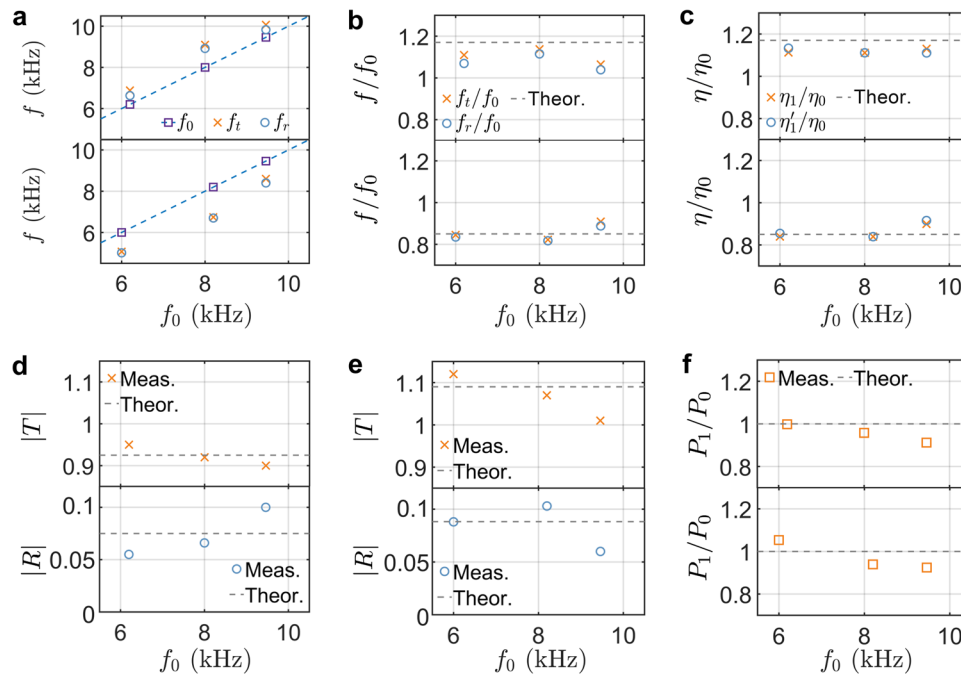 a
10
8
6
f (kHz)
f₀ fₜ fᵣ
10
8
6
f (kHz)
6 8 10
f₀ (kHz)
b
1.2
1
0.8
f/f₀
fₜ/f₀ Theor.
fᵣ/f₀
1.2
1
0.8
f/f₀
6 8 10
f₀ (kHz)
c
1.2
1
0.8
η/η₀
η₁/η₀ Theor.
η₁′/η₀
1.2
1
0.8
η/η₀
6 8 10
f₀ (kHz)
d
1.1
1
0.9
|T|
Meas.
Theor.
0.1
0.05
0
|R|
Meas.
Theor.
6 8 10
f₀ (kHz)
e
1.1
1
0.9
|T|
Meas.
Theor.
0.1
0.05
0
|R|
Meas.
Theor.
6 8 10
f₀ (kHz)
f
1.2
1
0.8
P₁/P₀
Meas. Theor.
1.2
1
0.8
P₁/P₀
6 8 10
f₀ (kHz)